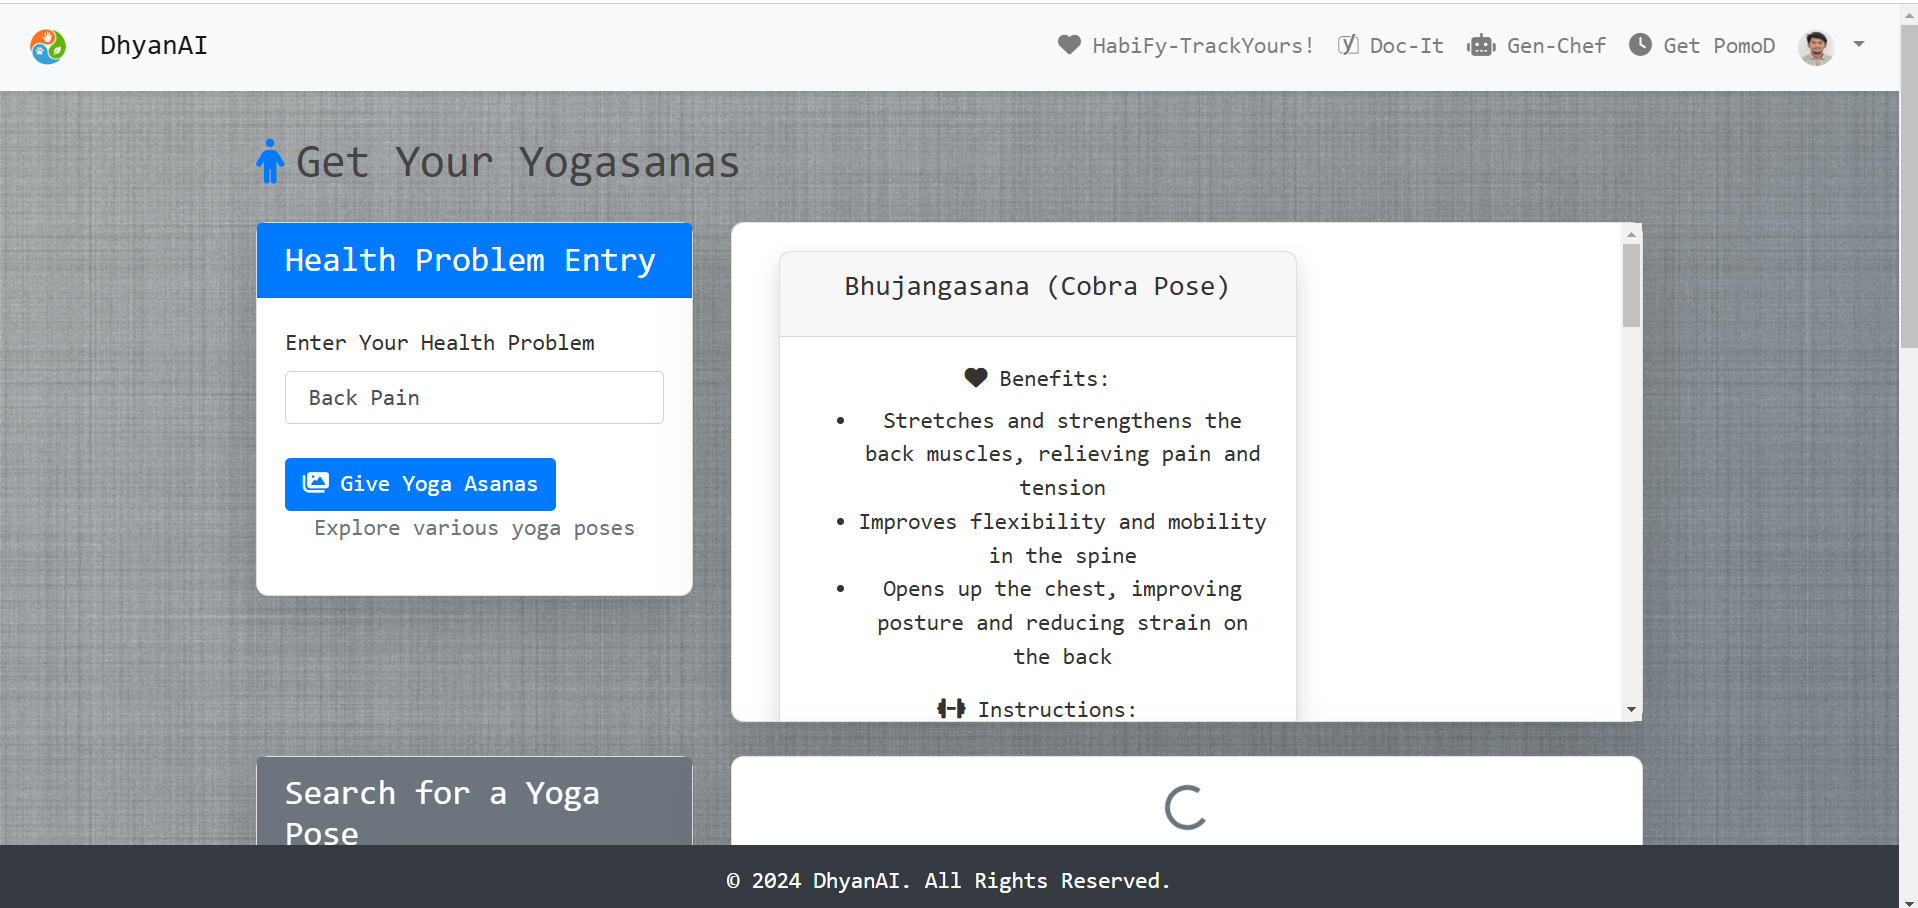 DhyanAI
HabiFy-TrackYours!
Doc-It
Gen-Chef
Get PomoD
Get Your Yogasanas
Health Problem Entry
Enter Your Health Problem
Back Pain
Give Yoga Asanas
Explore various yoga poses
Bhujangasana (Cobra Pose)
Benefits:
• Stretches and strengthens the
back muscles, relieving pain and
tension
• Improves flexibility and mobility
in the spine
• Opens up the chest, improving
posture and reducing strain on
the back
Instructions:
Search for a Yoga
Pose
© 2024 DhyanAI. All Rights Reserved.